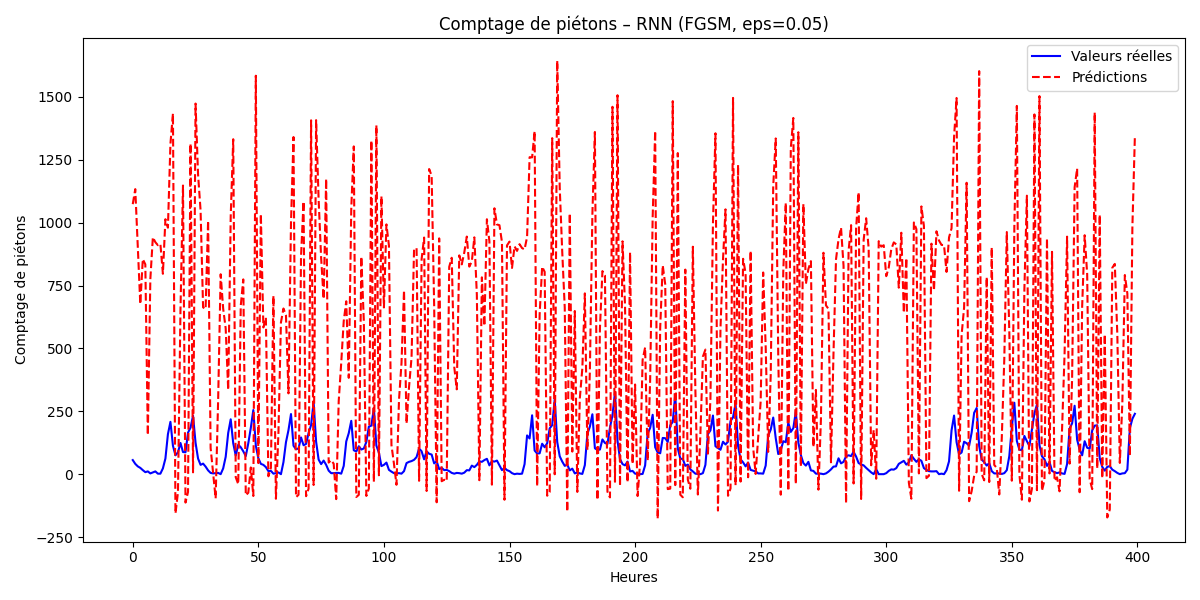 Comptage de piétons – RNN (FGSM, eps=0.05)
Valeurs réelles
Prédictions
Comptage de piétons
1500
1250
1000
750
500
250
0
−250
0 50 100 150 200 250 300 350 400
Heures